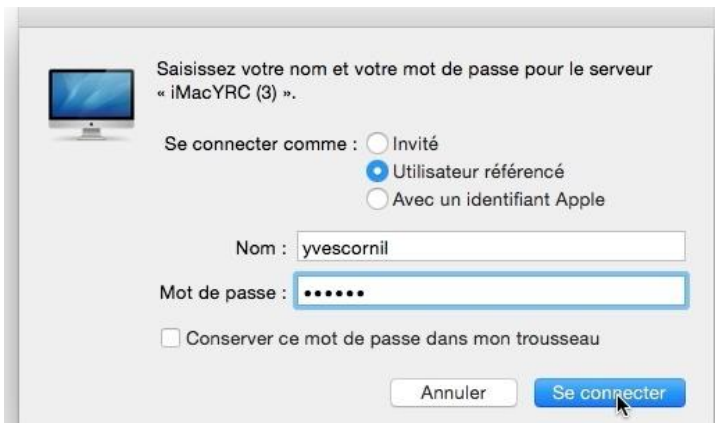 Saisissez votre nom et votre mot de passe pour le serveur
« iMacYRC (3) ».
Se connecter comme : Invité
Utilisateur référencé
Avec un identifiant Apple
Nom : yvescornil
Mot de passe : ••••••
Conserver ce mot de passe dans mon trousseau
Annuler Se connecter